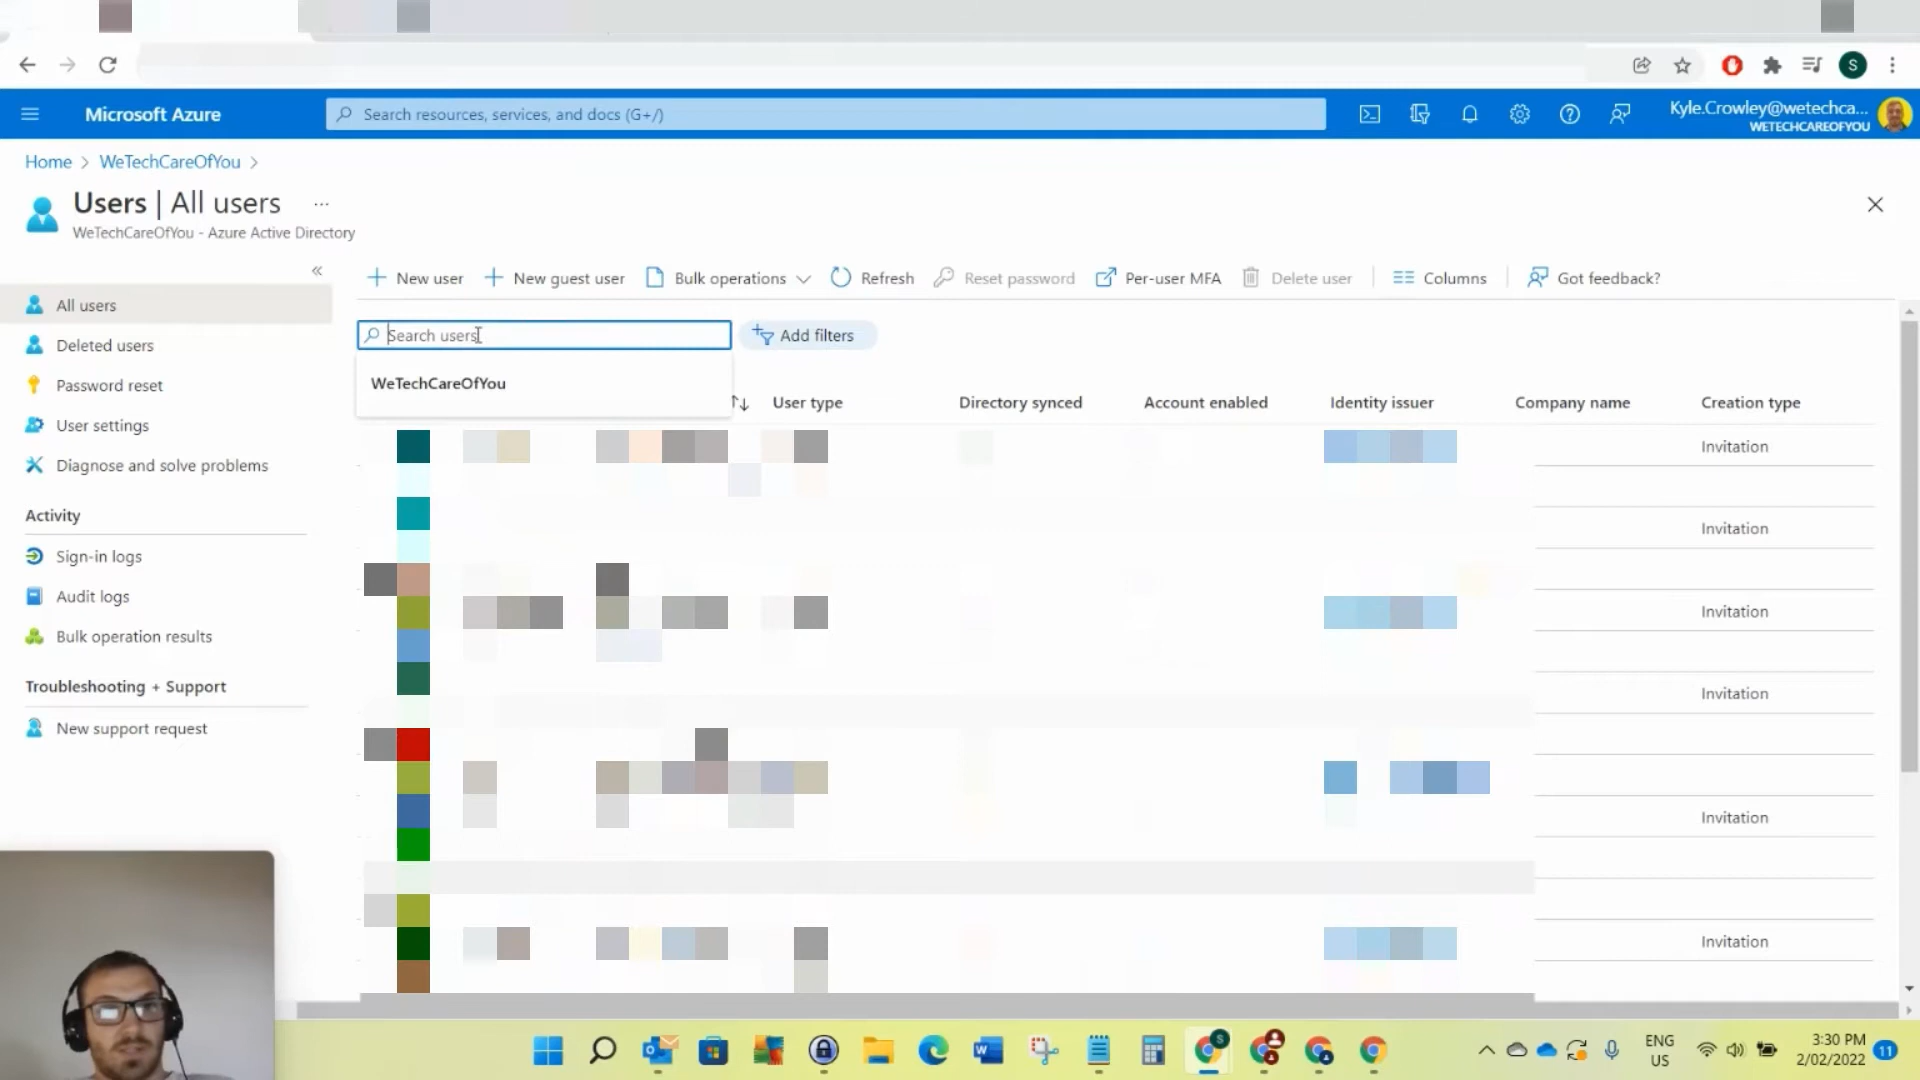 S
Microsoft Azure
Search resources, services, and docs (G+/)
Kyle.Crowley@wetechca...
WETECHCAREOFYOU
Home > WeTechCareOfYou >
Users | All users ...
WeTechCareOfYou - Azure Active Directory
«
+ New user
+ New guest user
Bulk operations
Refresh
Reset password
Per-user MFA
Delete user
Columns
Got feedback?
All users
Deleted users
Password reset
User settings
Diagnose and solve problems
Activity
Sign-in logs
Audit logs
Bulk operation results
Troubleshooting + Support
New support request
Search users
Add filters
WeTechCareOfYou
User type
Directory synced
Account enabled
Identity issuer
Company name
Creation type
Invitation
Invitation
Invitation
Invitation
Invitation
Invitation
S
ENG
US
3:30 PM
2/02/2022
11